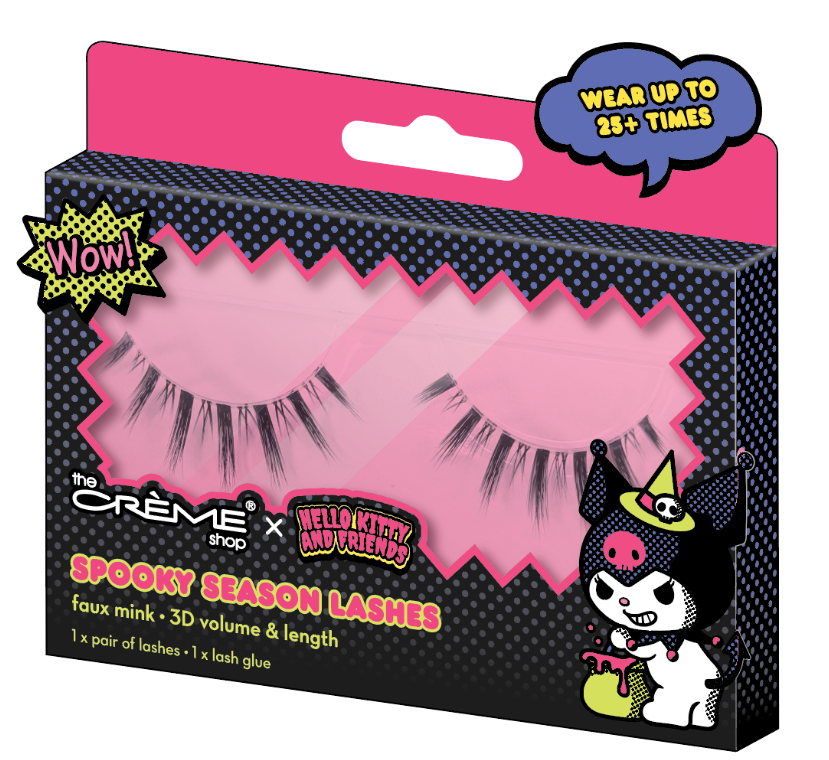 WEAR UP TO
25+ TIMES
Wow!
the
CRÈME®
shop
x
HELLO KITTY
AND FRIENDS
SPOOKY SEASON LASHES
faux mink • 3D volume & length
1 x pair of lashes • 1 x lash glue